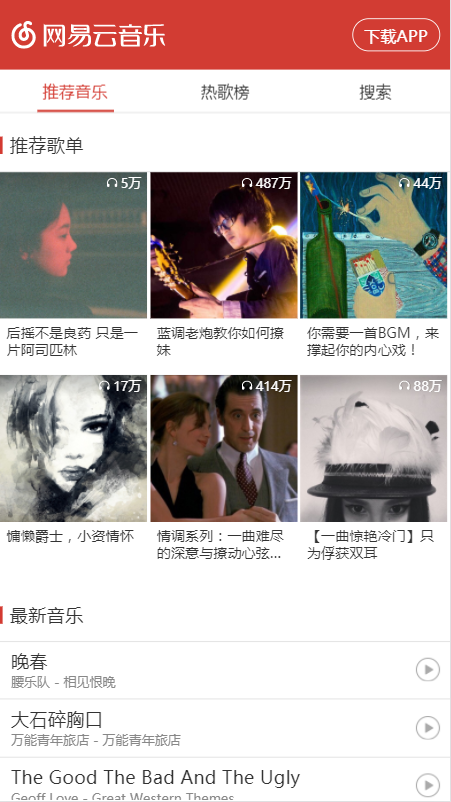 网易云音乐
下载APP
推荐音乐
热歌榜
搜索
推荐歌单
5万
487万
44万
后摇不是良药 只是一
片阿司匹林
蓝调老炮教你如何撩
妹
你需要一首BGM，来
撑起你的内心戏！
17万
414万
88万
慵懒爵士，小资情怀
情调系列：一曲难尽
的深意与撩动心弦...
【一曲惊艳冷门】只
为俘获双耳
最新音乐
晚春
腰乐队 - 相见恨晚
大石碎胸口
万能青年旅店 - 万能青年旅店
The Good The Bad And The Ugly
Geoff Love - Great Western Themes